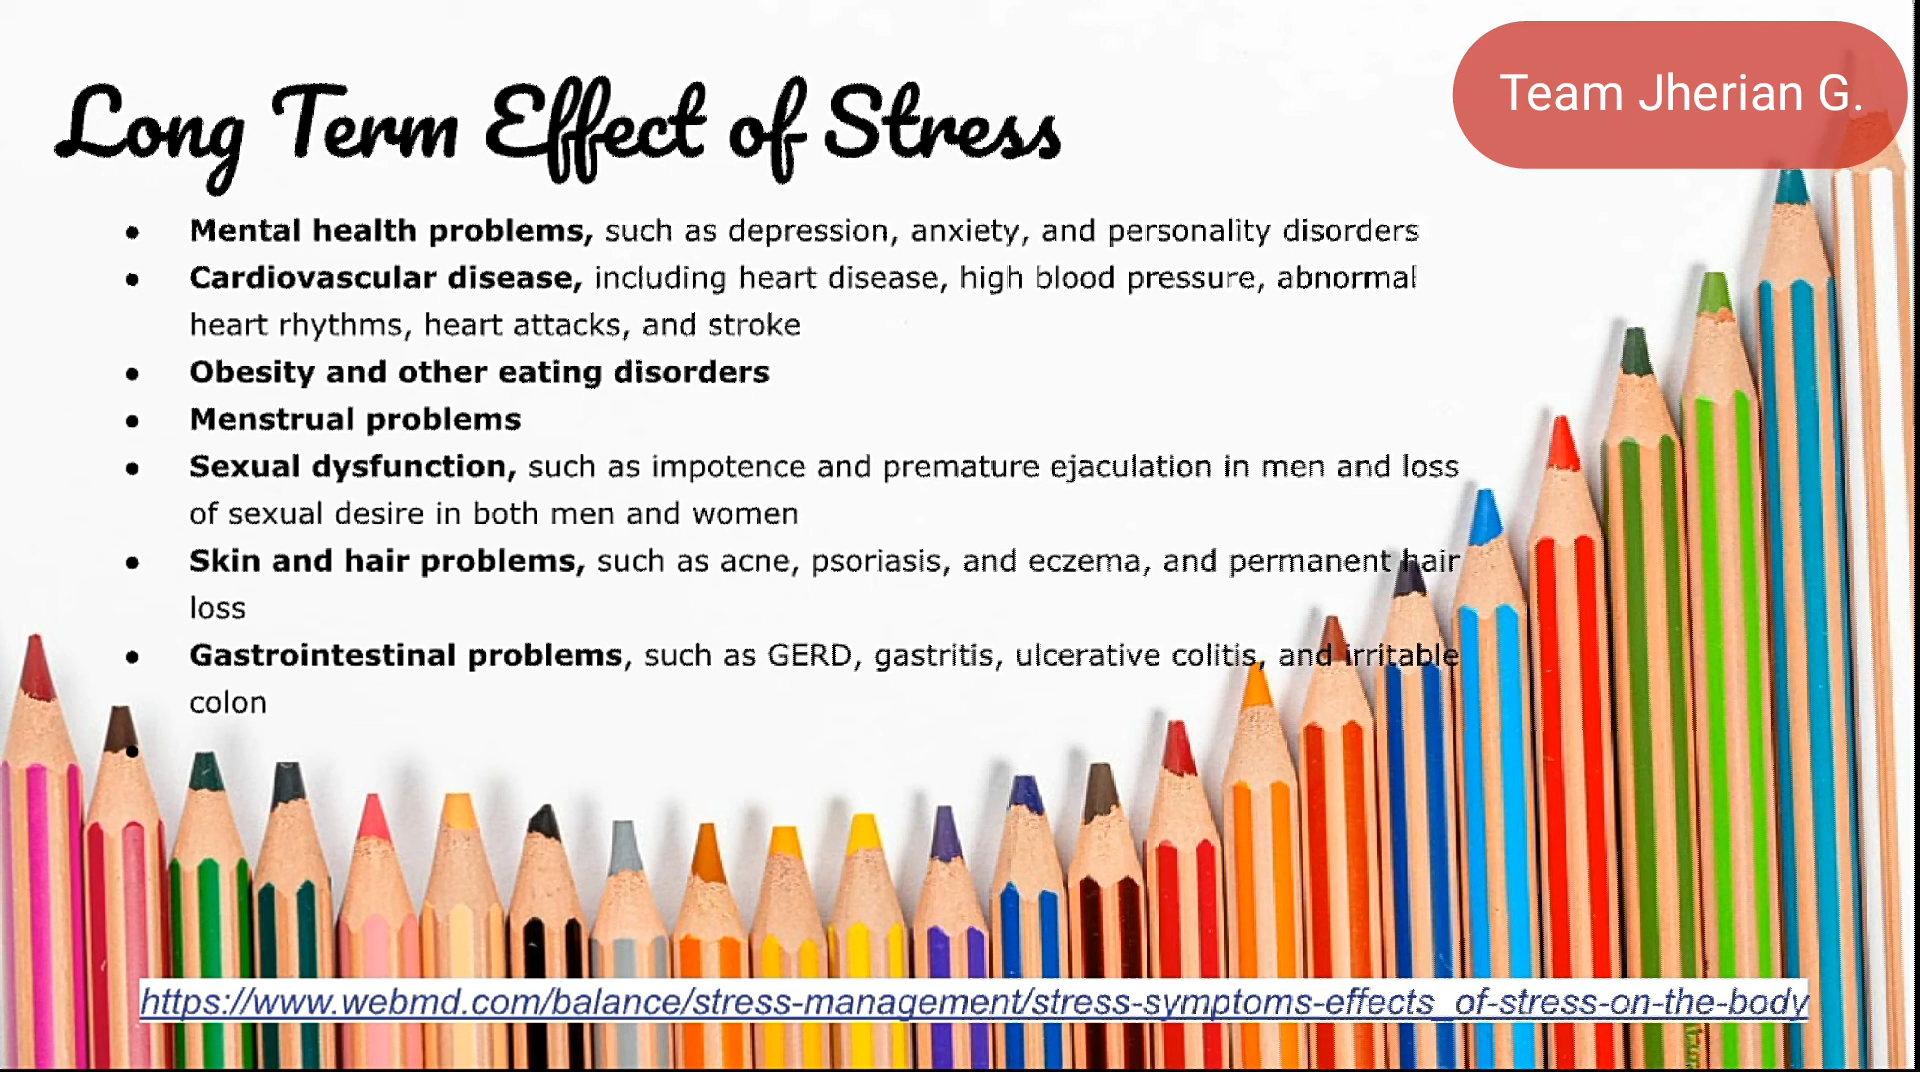 Team Jherian G.
Long Term Effect of Stress
• Mental health problems, such as depression, anxiety, and personality disorders
• Cardiovascular disease, including heart disease, high blood pressure, abnormal
heart rhythms, heart attacks, and stroke
• Obesity and other eating disorders
• Menstrual problems
• Sexual dysfunction, such as impotence and premature ejaculation in men and loss
of sexual desire in both men and women
• Skin and hair problems, such as acne, psoriasis, and eczema, and permanent hair
loss
• Gastrointestinal problems, such as GERD, gastritis, ulcerative colitis, and irritable
colon
•
https://www.webmd.com/balance/stress-management/stress-symptoms-effects_of-stress-on-the-body